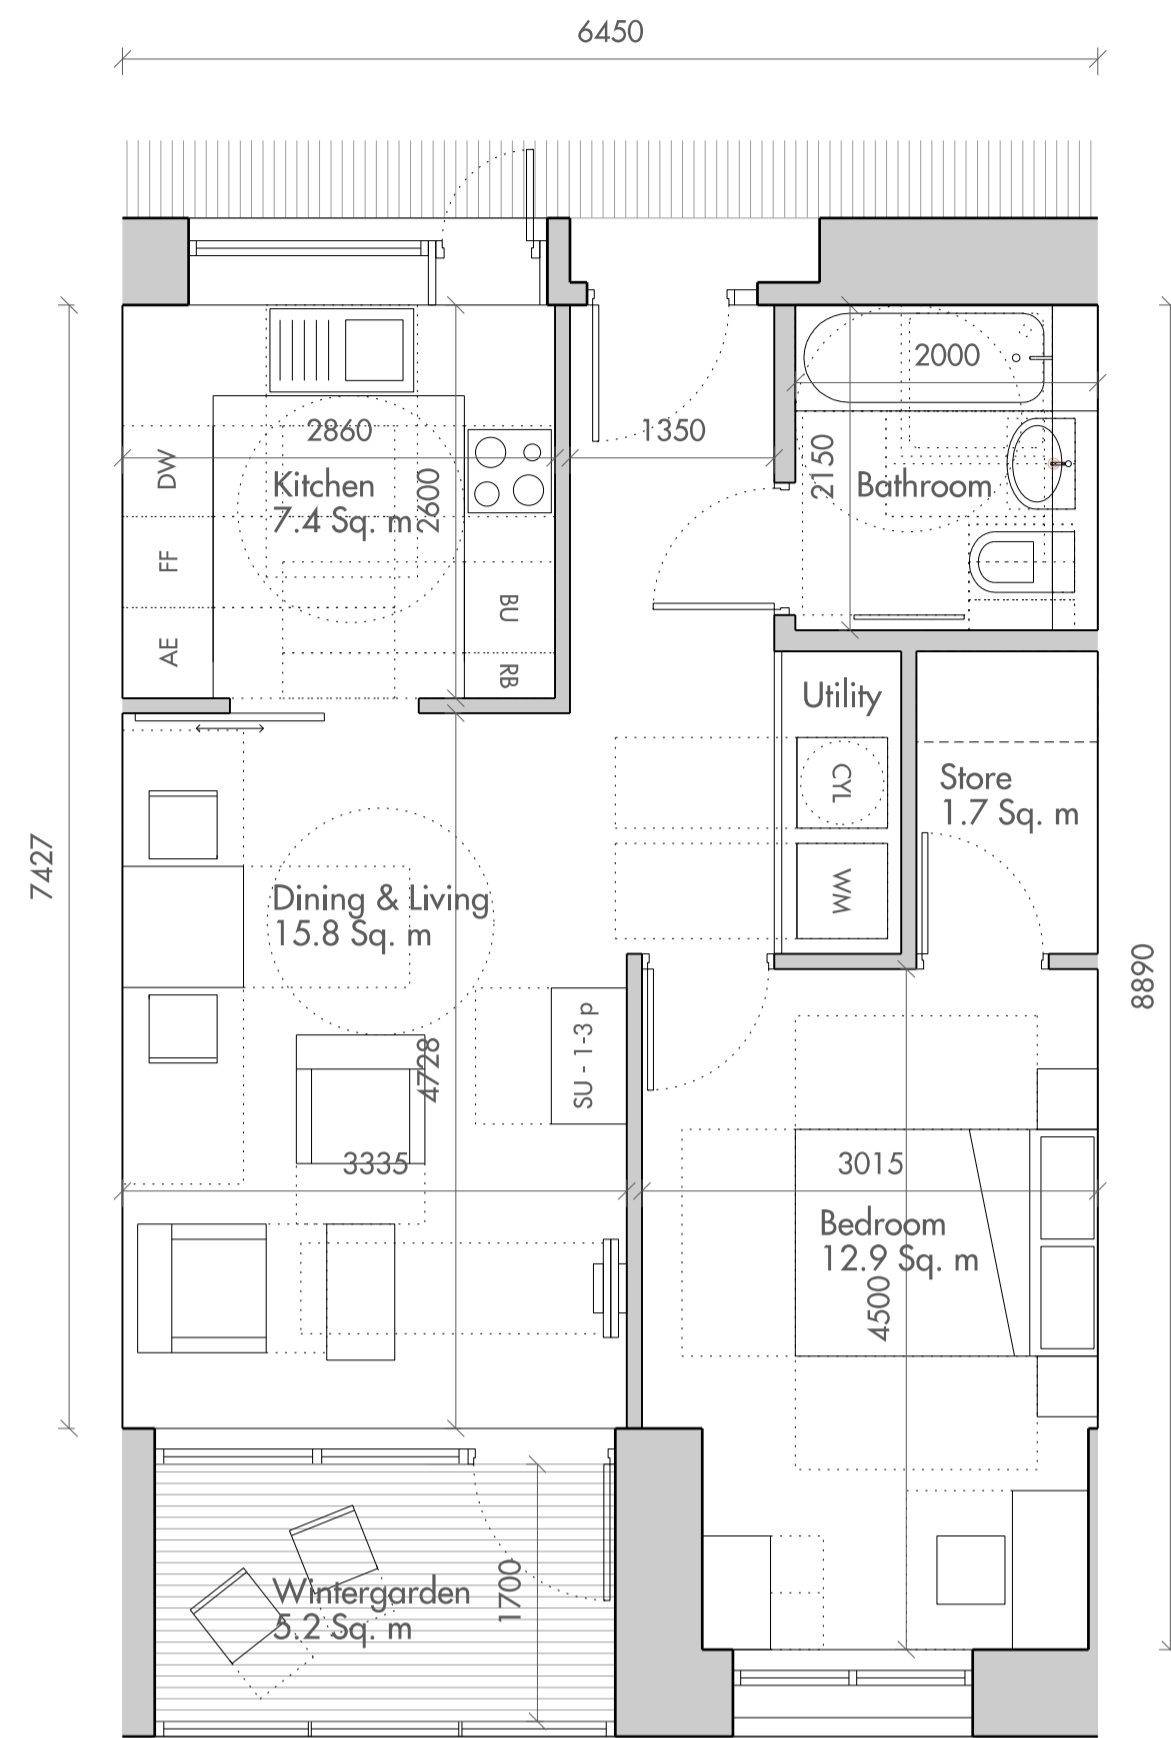 6450
2000
2860
1350
DW
Kitchen
7.4 Sq. m
2600
2150
Bathroom
FF
BU
AE
RB
Utility
CYL
Store
1.7 Sq. m
7427
WM
Dining & Living
15.8 Sq. m
8890
SU - 1-3 p
4728
3335
3015
Bedroom
12.9 Sq. m
4500
Wintergarden
5.2 Sq. m
1700